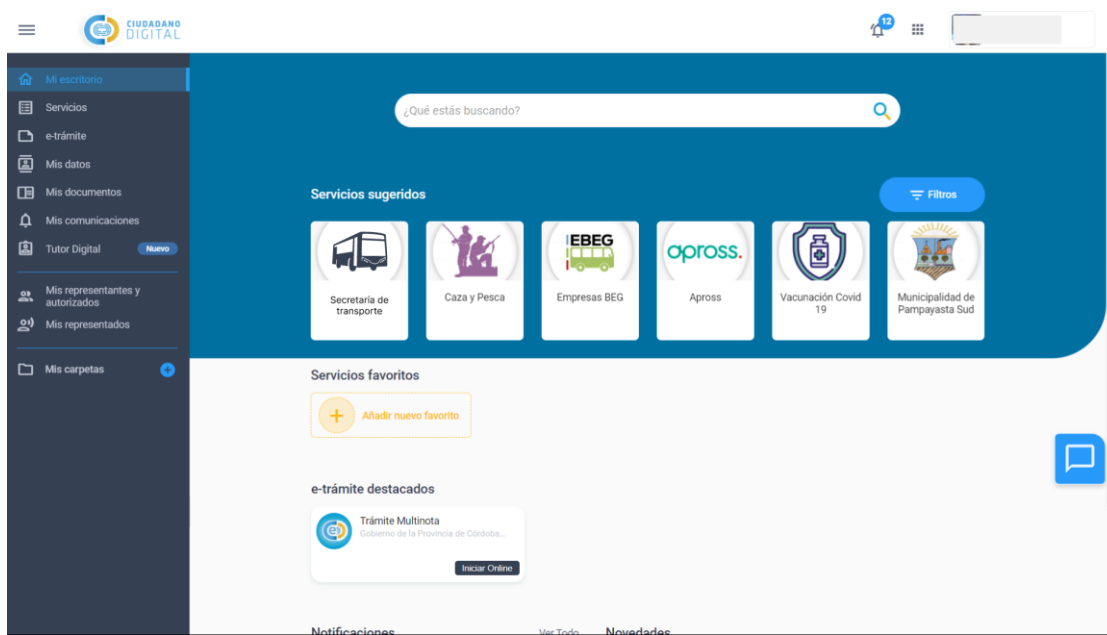 CIUDADANO
DIGITAL
12
Mi escritorio
Servicios
e-trámite
Mis datos
Mis documentos
Mis comunicaciones
Tutor Digital
Nuevo
Mis representantes y
autorizados
Mis representados
Mis carpetas
¿Qué estás buscando?
Servicios sugeridos
Filtros
Secretaría de
transporte
Caza y Pesca
BEG
Empresas BEG
apross.
Apross
Vacunación Covid
19
Municipalidad de
Pampayasta Sud
Servicios favoritos
Añadir nuevo favorito
e-trámite destacados
Trámite Multinota
Gobierno de la Provincia de Córdoba...
Iniciar Online
Notificaciones
Ver Todo
Novedades